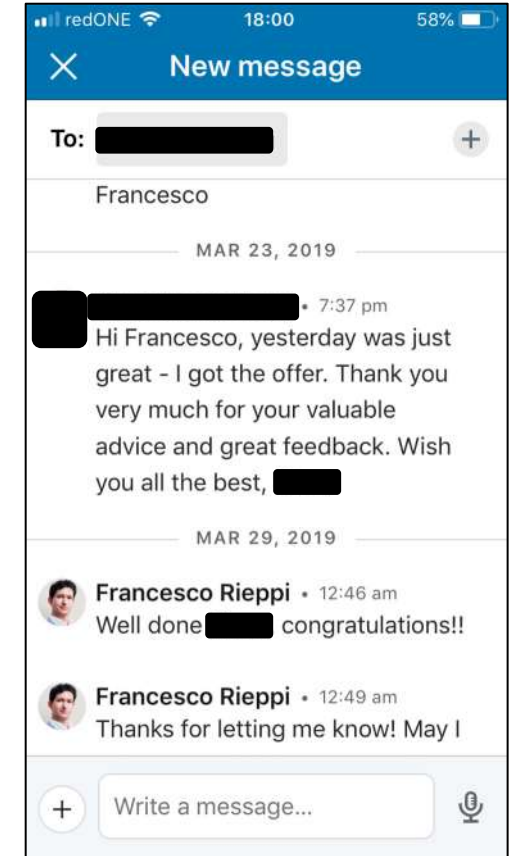 redONE 18:00 58%
New message
To:
Francesco
MAR 23, 2019
• 7:37 pm
Hi Francesco, yesterday was just
great - I got the offer. Thank you
very much for your valuable
advice and great feedback. Wish
you all the best,
MAR 29, 2019
Francesco Rieppi • 12:46 am
Well done congratulations!!
Francesco Rieppi • 12:49 am
Thanks for letting me know! May I
Write a message...